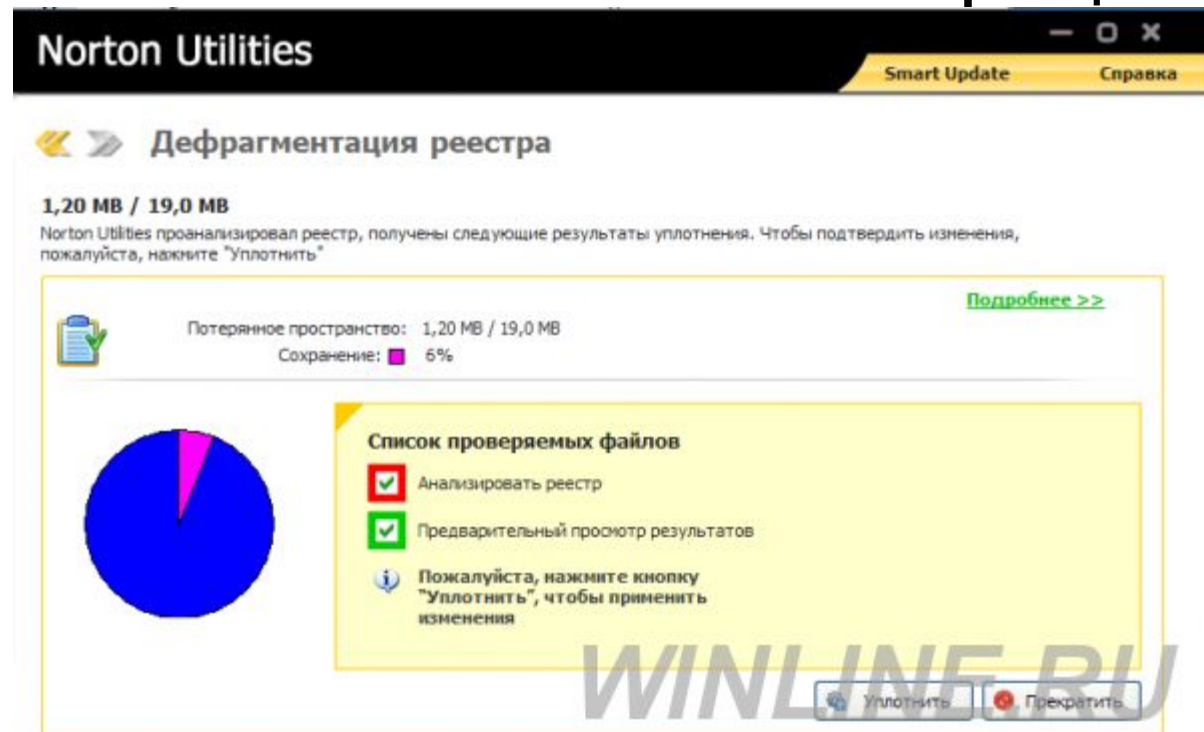 Norton Utilities
Smart Update
Справка
Дефрагментация реестра
1,20 MB / 19,0 MB
Norton Utilities проанализировал реестр, получены следующие результаты уплотнения. Чтобы подтвердить изменения,
пожалуйста, нажмите "Уплотнить"
Подробнее >>
Потерянное пространство: 1,20 MB / 19,0 MB
Сохранение: 6%
Список проверяемых файлов
Анализировать реестр
Предварительный просмотр результатов
Пожалуйста, нажмите кнопку
"Уплотнить", чтобы применить
изменения
WINLINE.RU
Уплотнить
Прекратить